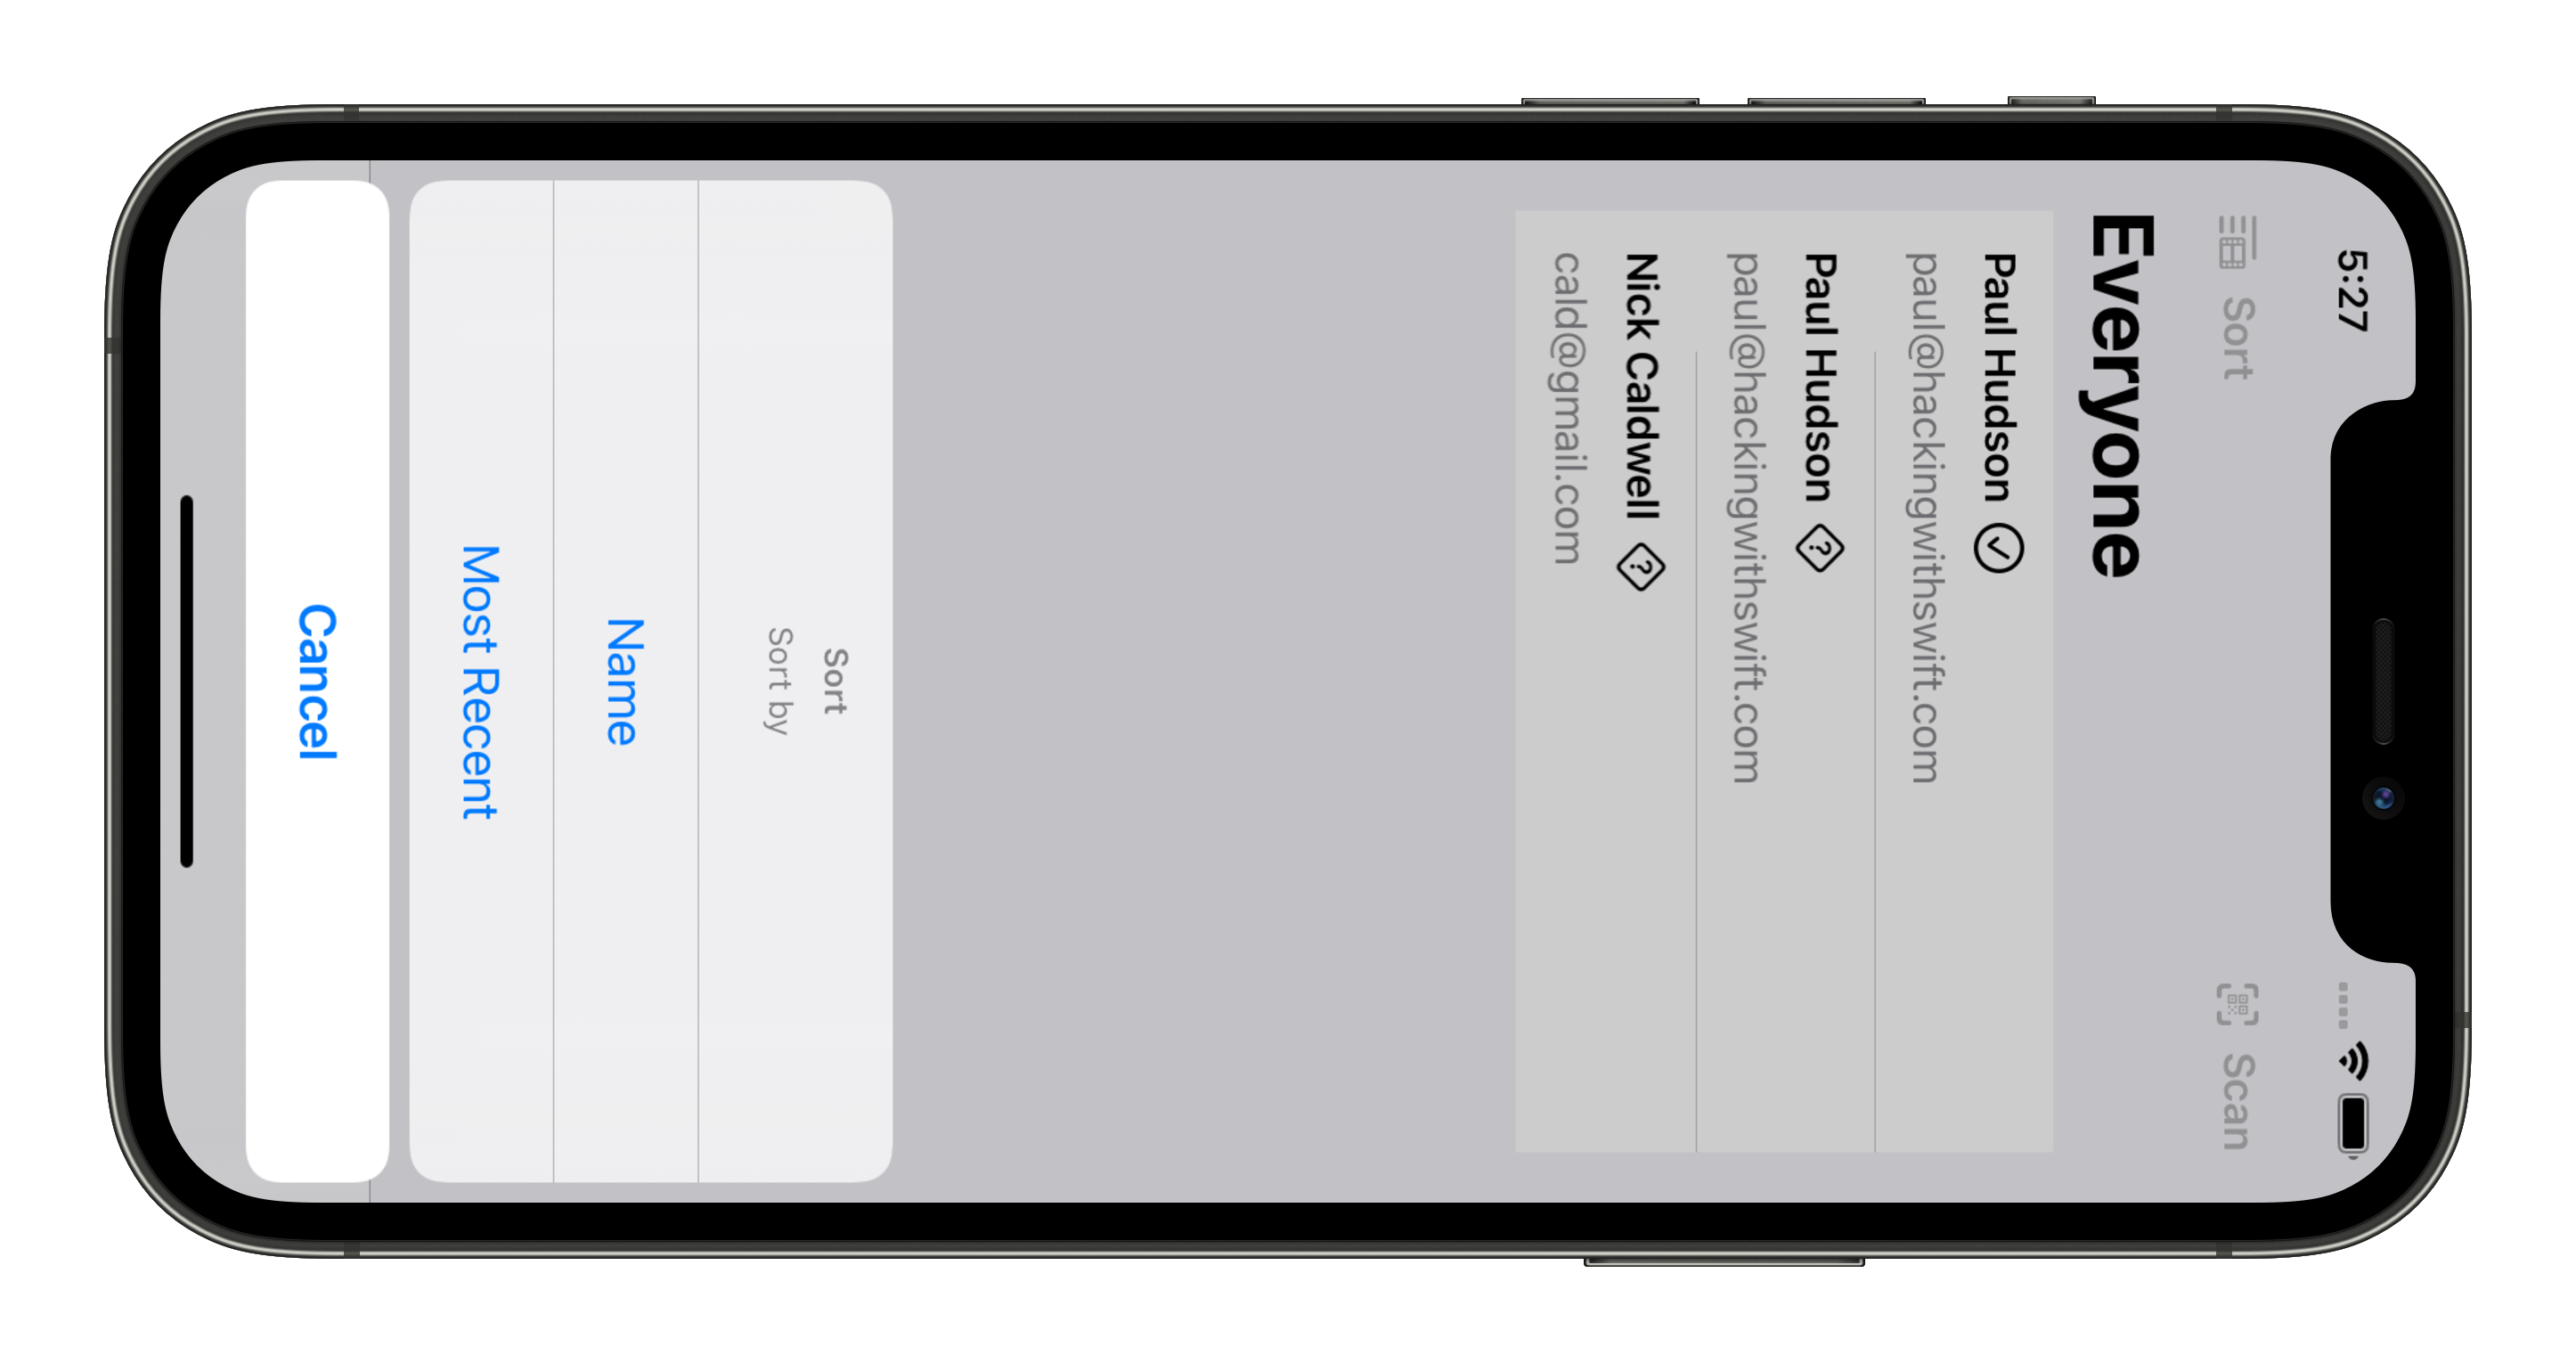 5:27
Sort
Scan
Everyone
Paul Hudson
paul@hackingwithswift.com
Paul Hudson
paul@hackingwithswift.com
Nick Caldwell
cald@gmail.com
Sort
Sort by
Name
Most Recent
Cancel